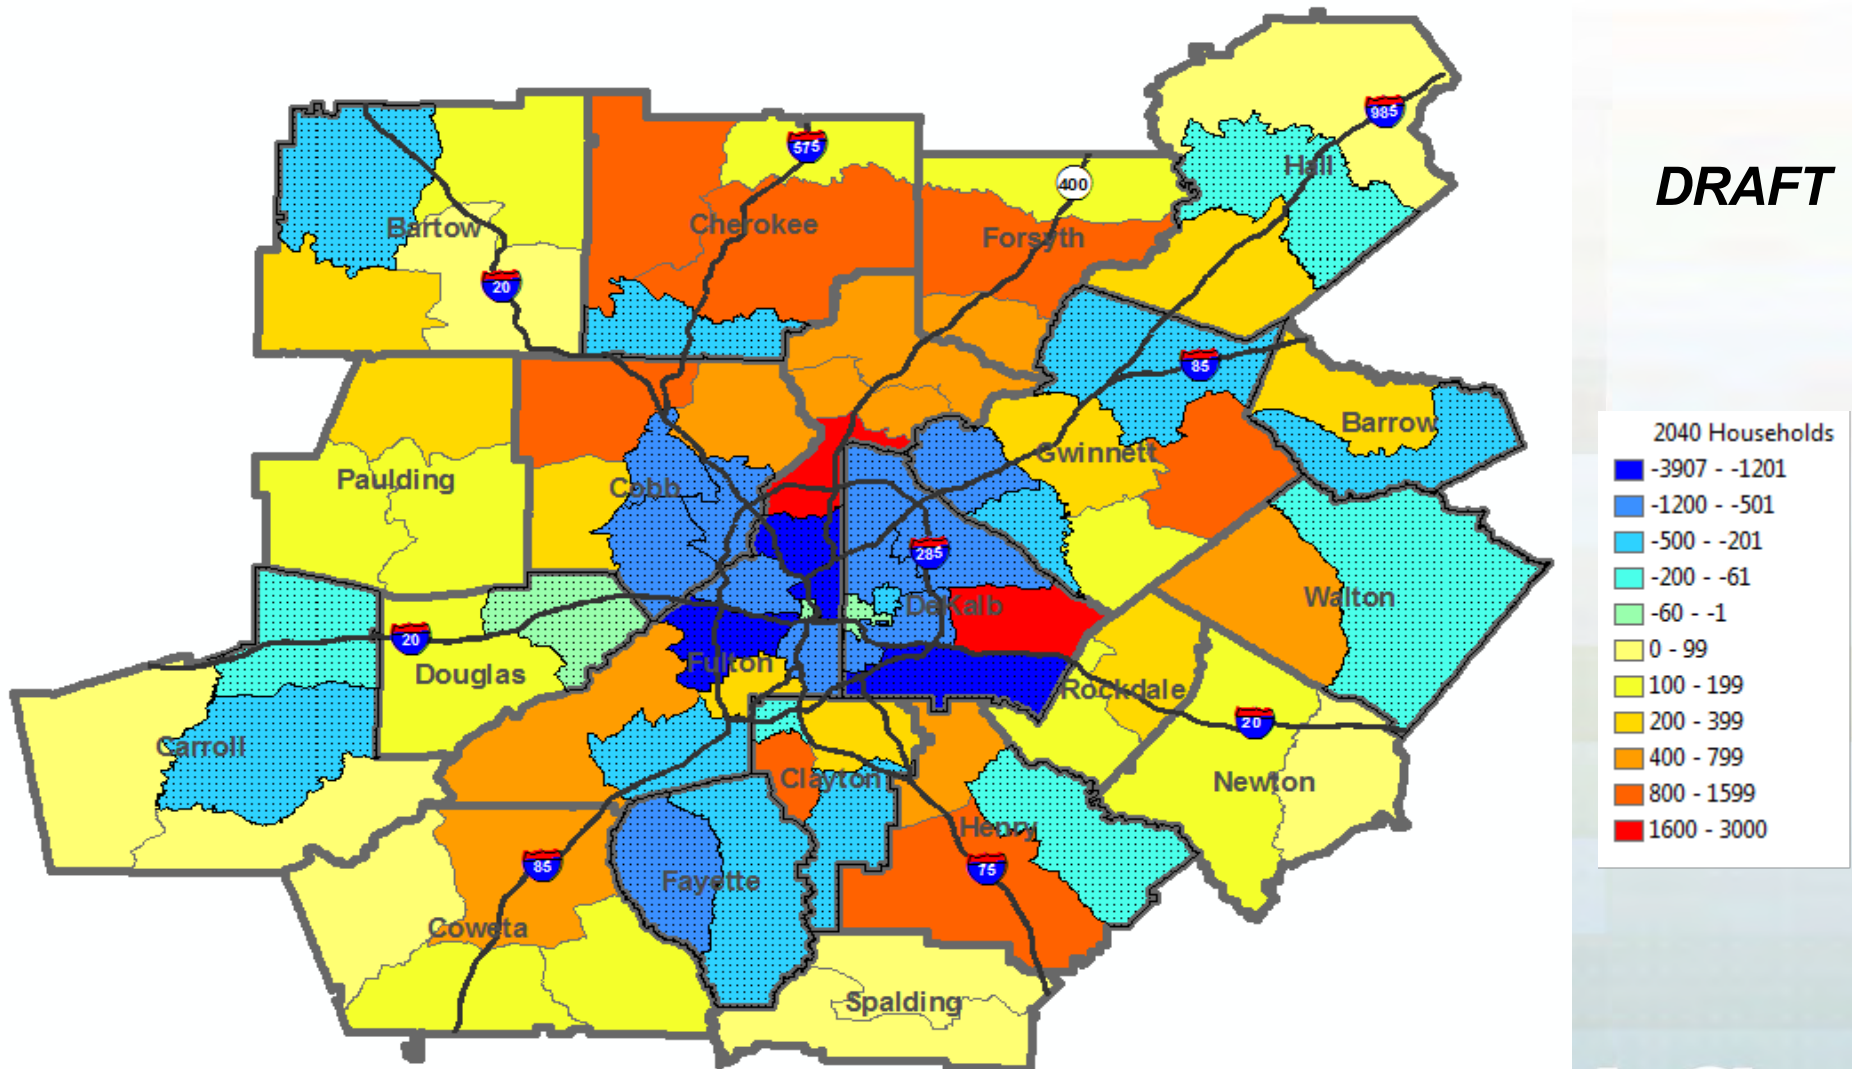 985
575
Hall
DRAFT
400
Bartow
Cherokee
Forsyth
20
85
Barrow
2040 Households
-3907 - -1201
-1200 - -501
-500 - -201
-200 - -61
-60 - -1
0 - 99
100 - 199
200 - 399
400 - 799
800 - 1599
1600 - 3000
Gwinnett
Paulding
Cobb
285
Walton
DeKalb
20
Douglas
Fulton
Rockdale
20
Carroll
Clayton
Newton
Henry
85
75
Fayette
Coweta
Spalding